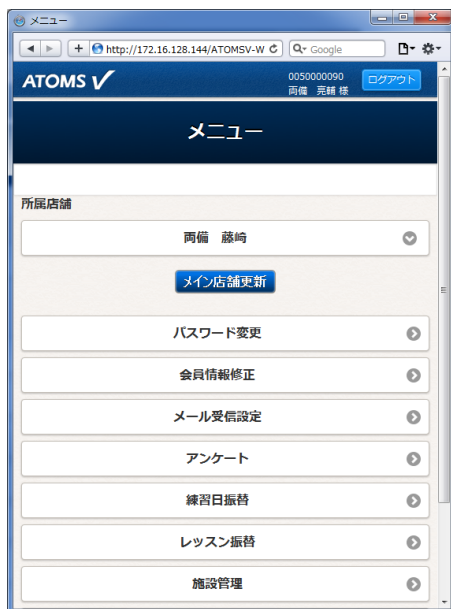 メニュー
http://172.16.128.144/ATOMSV-W
Google
ATOMS V
0050000090
両備 亮輔 様
ログアウト
メニュー
所属店舗
両備 藤崎
メイン店舗更新
パスワード変更
会員情報修正
メール受信設定
アンケート
練習日振替
レッスン振替
施設管理